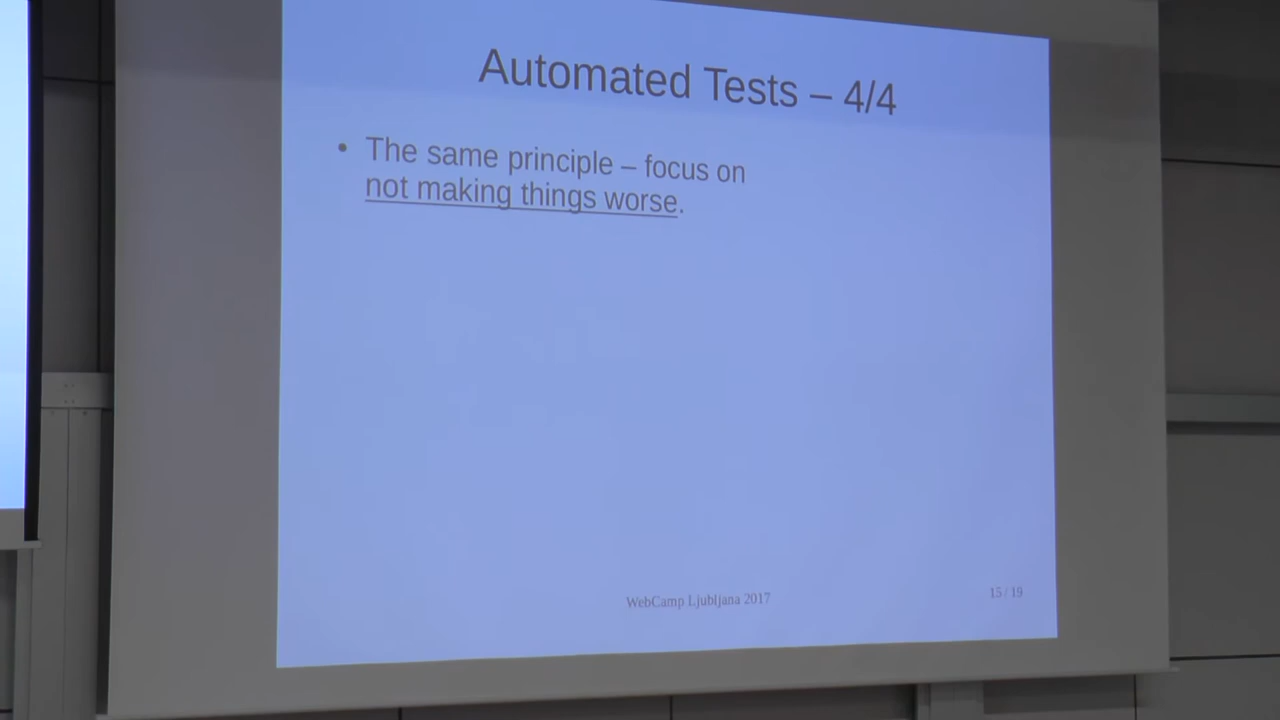 Automated Tests – 4/4
• The same principle – focus on
not making things worse.
WebCamp Ljubljana 2017
15 / 19